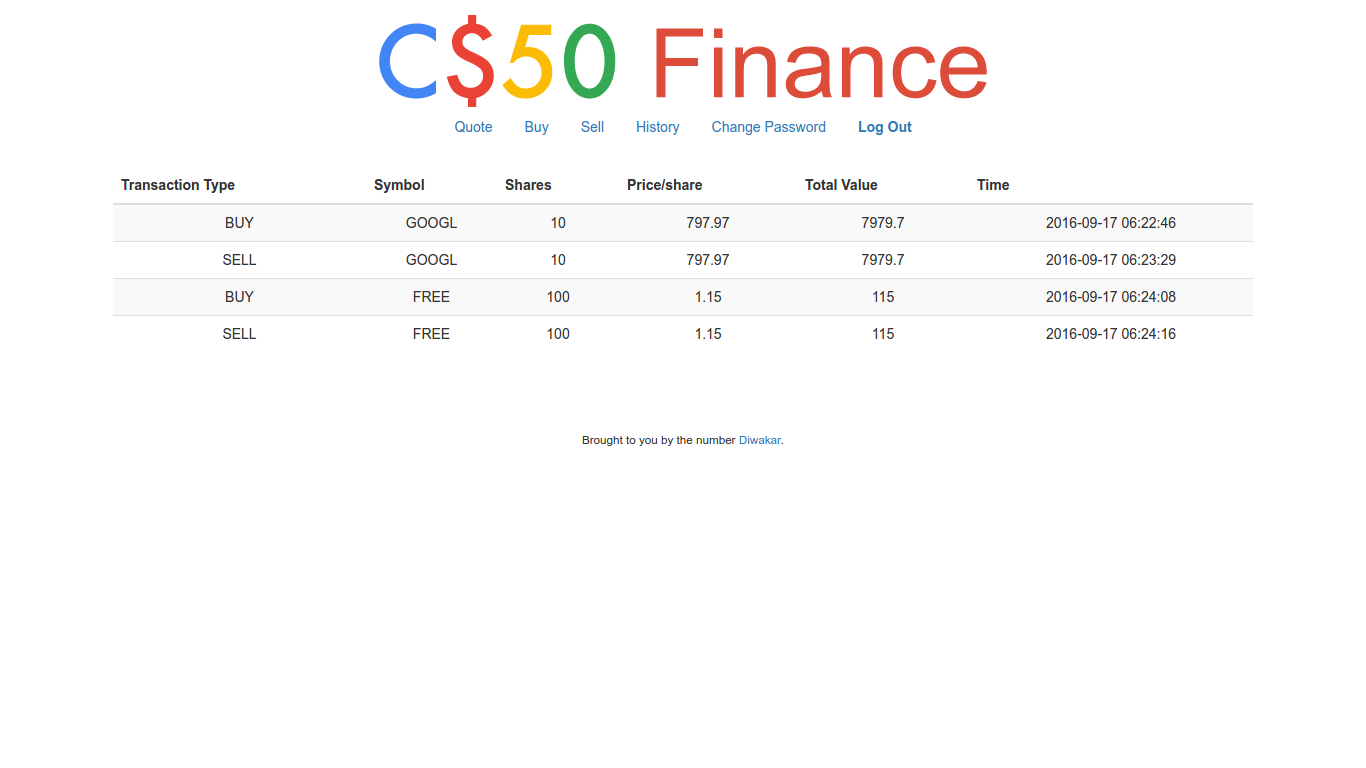 C$50 Finance
Quote Buy Sell History Change Password Log Out
Transaction Type Symbol Shares Price/share Total Value Time
BUY GOOGL 10 797.97 7979.7 2016-09-17 06:22:46
SELL GOOGL 10 797.97 7979.7 2016-09-17 06:23:29
BUY FREE 100 1.15 115 2016-09-17 06:24:08
SELL FREE 100 1.15 115 2016-09-17 06:24:16
Brought to you by the number Diwakar.